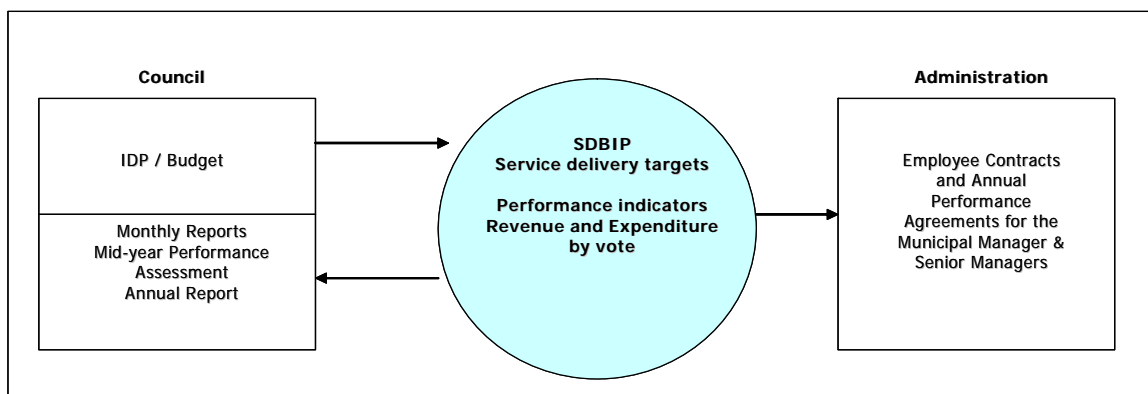 Council
IDP / Budget
Monthly Reports
Mid-year Performance
Assessment
Annual Report
SDBIP
Service delivery targets
Performance indicators
Revenue and Expenditure
by vote
Administration
Employee Contracts
and Annual
Performance
Agreements for the
Municipal Manager &
Senior Managers